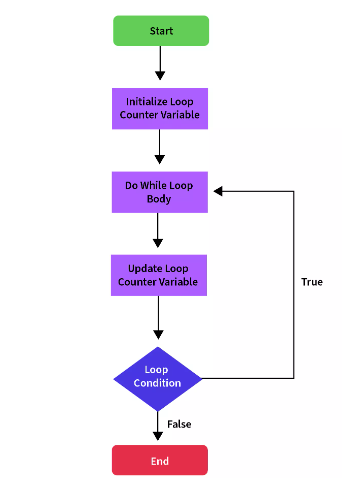 Start
Initialize Loop
Counter Variable
Do While Loop
Body
Update Loop
Counter Variable
True
Loop
Condition
False
End